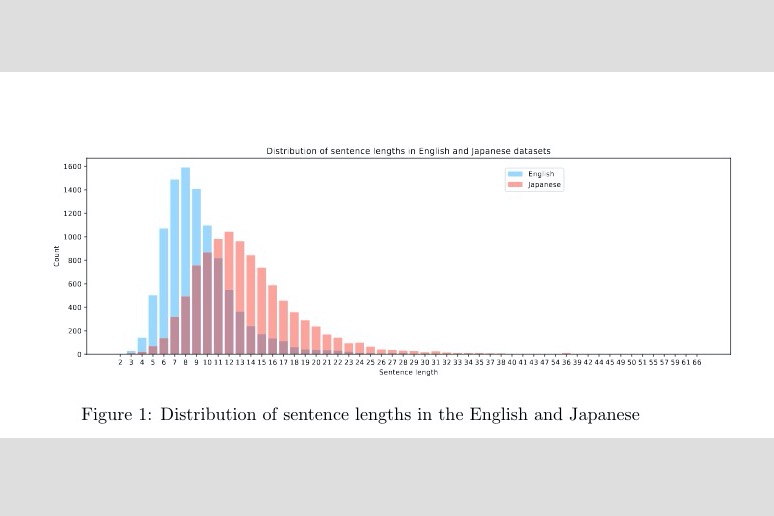 Distribution of sentence lengths in English and Japanese datasets
English
Japanese
1600
1400
1200
1000
800
600
400
200
0
Count
2 3 4 5 6 7 8 9 10 11 12 13 14 15 16 17 18 19 20 21 22 23 24 25 26 27 28 29 30 31 32 33 34 35 37 38 40 41 43 47 54 36 39 42 44 45 46 49 50 51 55 57 59 61 66
Sentence length
Figure 1: Distribution of sentence lengths in the English and Japanese